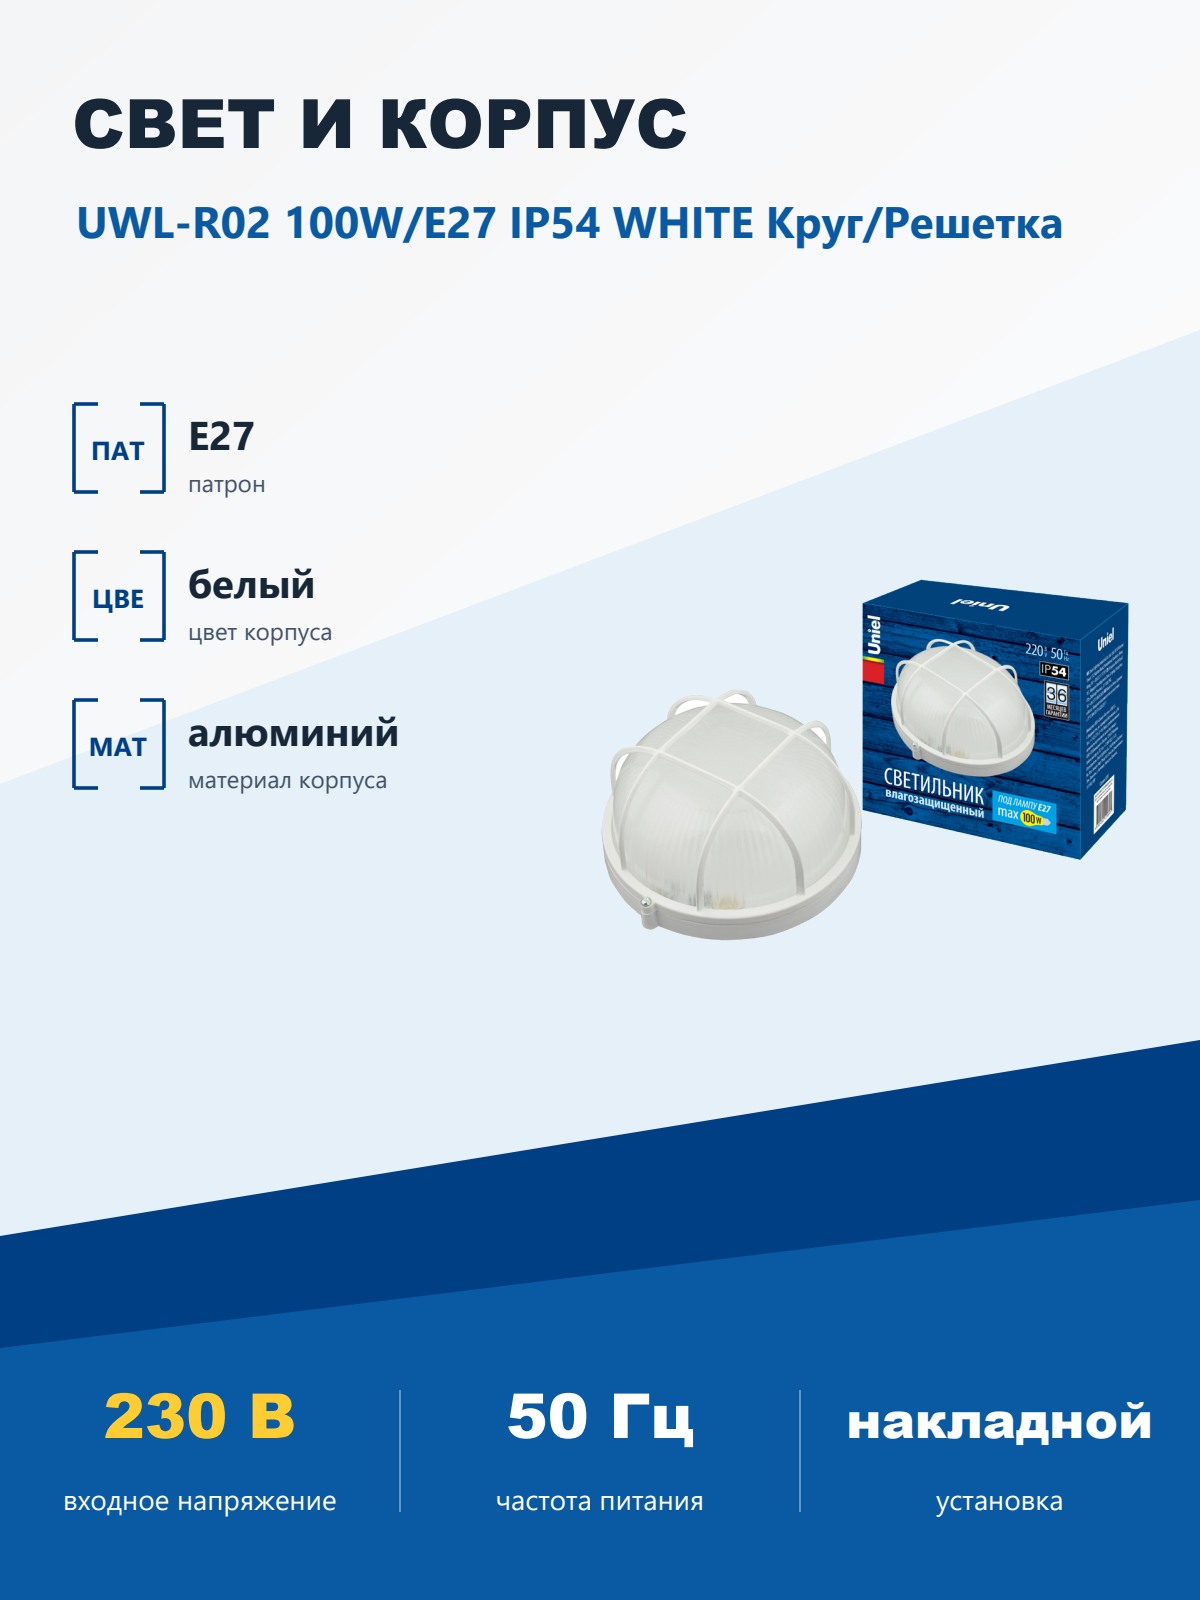 СВЕТ И КОРПУС
UWL-R02 100W/E27 IP54 WHITE Круг/Решетка
ПАТ
E27
патрон
ЦВЕ
белый
цвет корпуса
МАТ
алюминий
материал корпуса
Uniel
Uniel
Uniel
220 50
IP54
36
МЕСЯЦЕВ
ГАРАНТИИ
СВЕТИЛЬНИК
влагозащищенный
ПОД ЛАМПУ E27
max 100W
230 В
входное напряжение
50 Гц
частота питания
накладной
установка